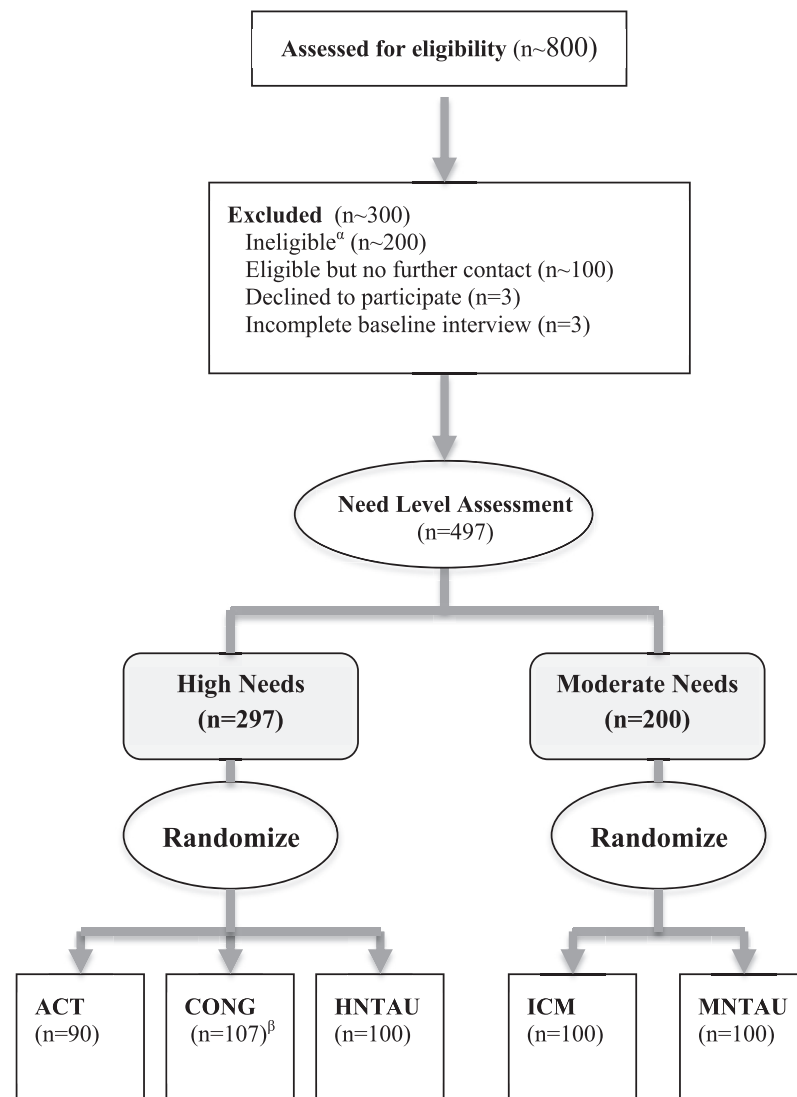 Assessed for eligibility (n~800)
Excluded (n~300)
Ineligibleᵅ (n~200)
Eligible but no further contact (n~100)
Declined to participate (n=3)
Incomplete baseline interview (n=3)
Need Level Assessment
(n=497)
High Needs
(n=297)
Moderate Needs
(n=200)
Randomize
Randomize
ACT
(n=90)
CONG
(n=107)ᵝ
HNTAU
(n=100)
ICM
(n=100)
MNTAU
(n=100)